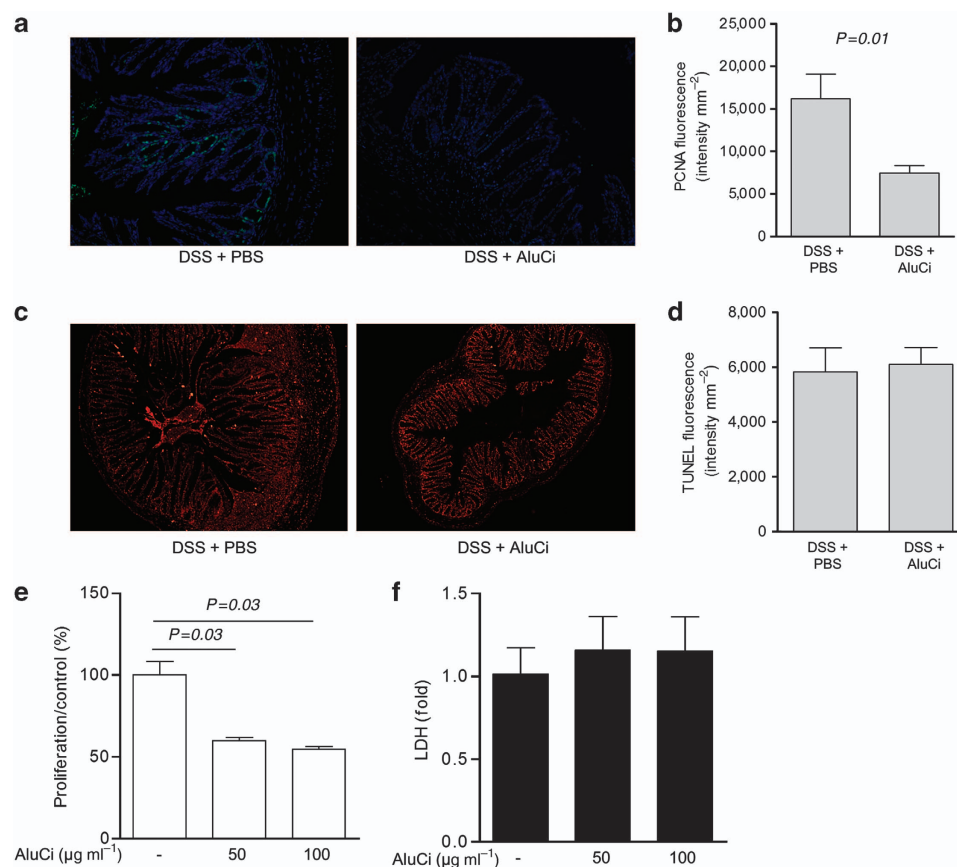 a
DSS + PBS
DSS + AluCi
b
PCNA fluorescence
(intensity mm⁻²)
25,000
20,000
15,000
10,000
5,000
0
P=0.01
DSS +
PBS
DSS +
AluCi
c
DSS + PBS
DSS + AluCi
d
TUNEL fluorescence
(intensity mm⁻²)
8,000
6,000
4,000
2,000
0
DSS +
PBS
DSS +
AluCi
e
Proliferation/control (%)
150
100
50
0
P=0.03
P=0.03
AluCi (µg ml⁻¹) - 50 100
f
LDH (fold)
1.5
1.0
0.5
0.0
AluCi (µg ml⁻¹) - 50 100